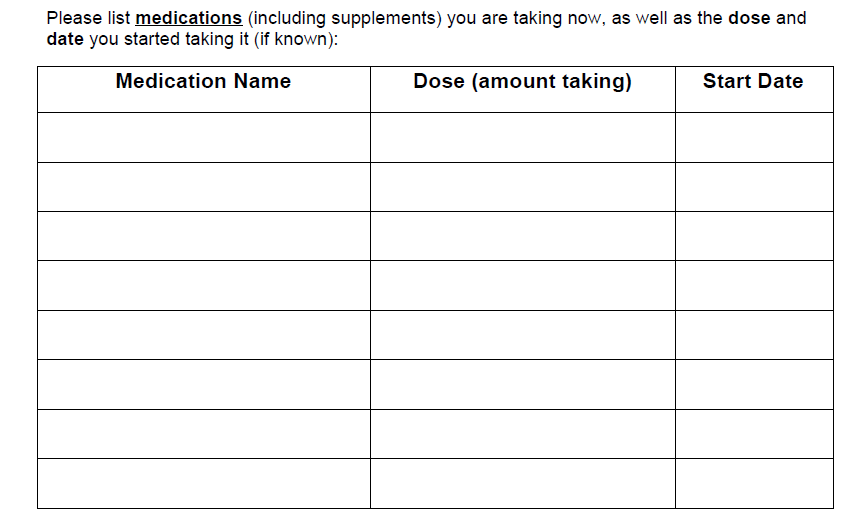 Please list medications (including supplements) you are taking now, as well as the dose and
date you started taking it (if known):
Medication Name Dose (amount taking) Start Date